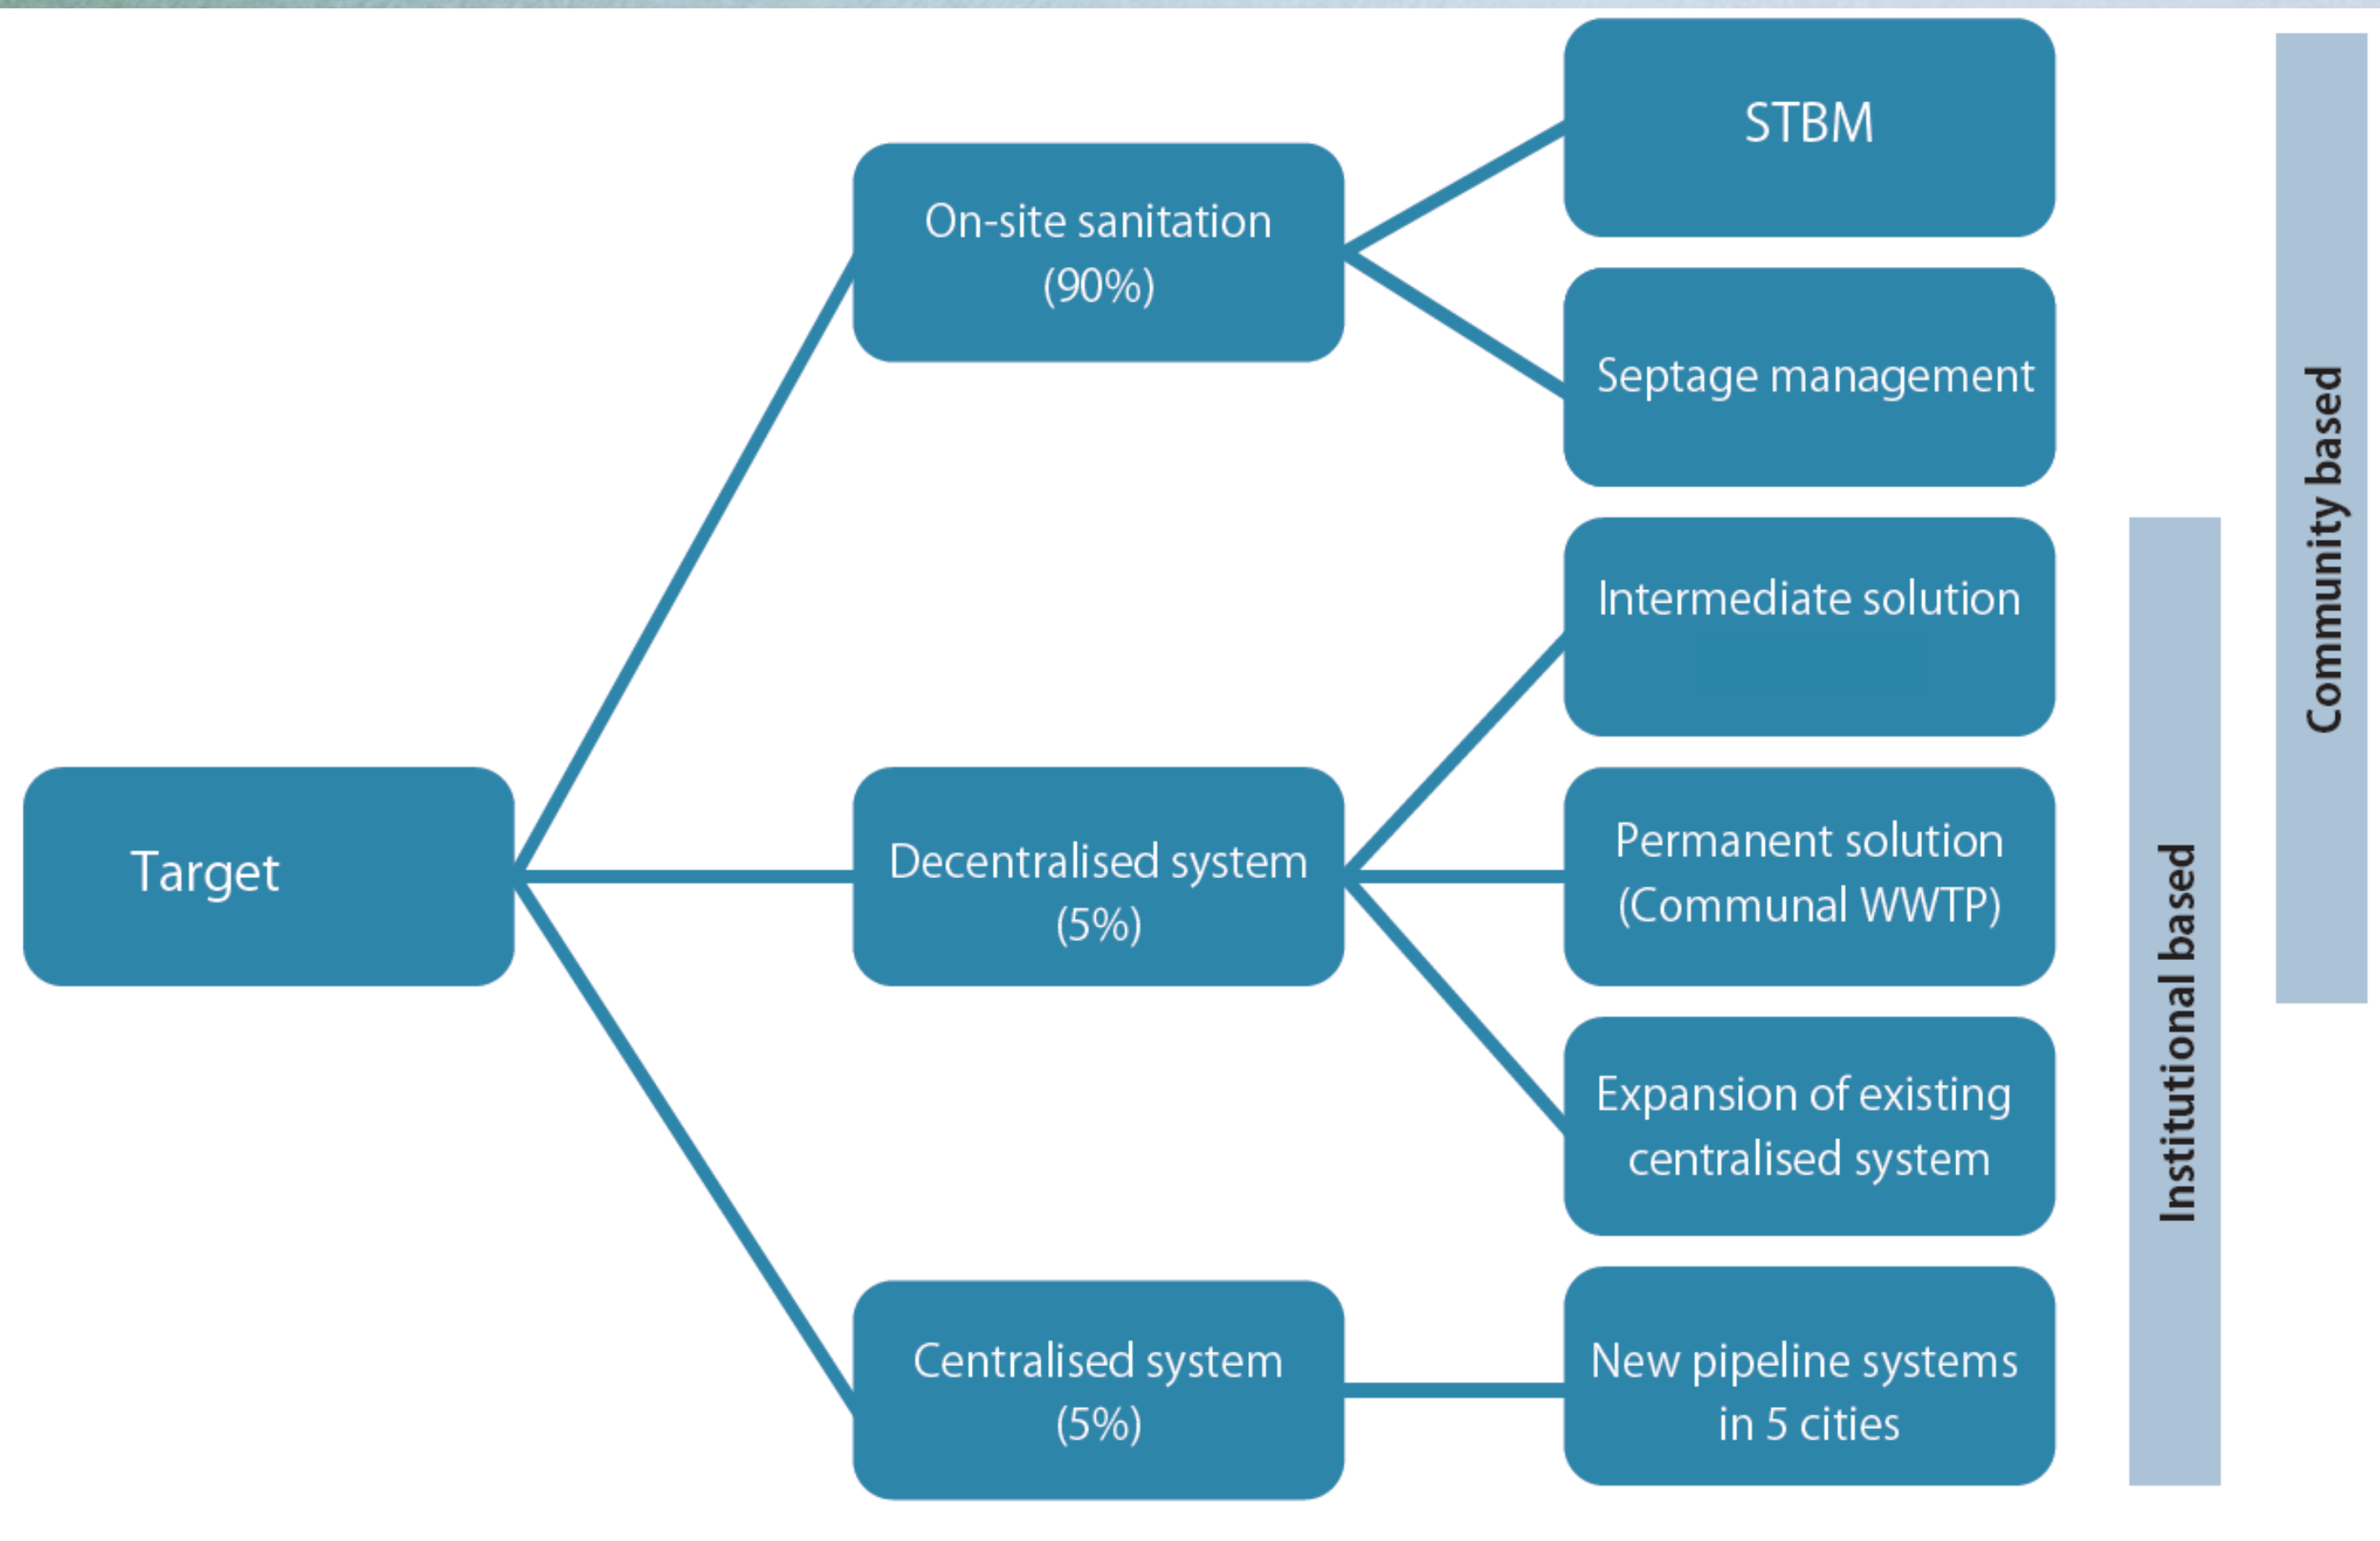 STBM
On-site sanitation
(90%)
Septage management
Intermediate solution
Target
Decentralised system
(5%)
Permanent solution
(Communal WWTP)
Expansion of existing
centralised system
Centralised system
(5%)
New pipeline systems
in 5 cities
Institutional based
Community based